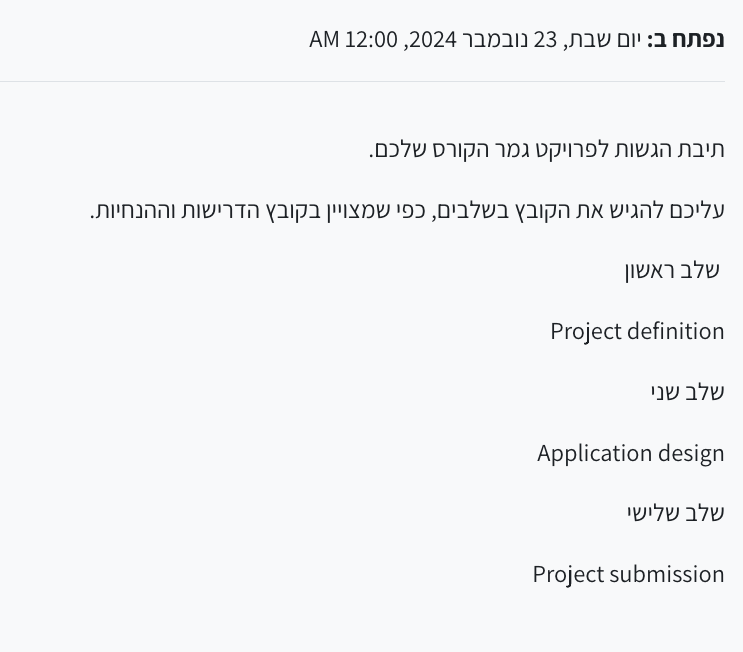 נפתח ב: יום שבת, 23 נובמבר 2024, 12:00 AM
תיבת הגשות לפרויקט גמר הקורס שלכם.
עליכם להגיש את הקובץ בשלבים, כפי שמצויין בקובץ הדרישות וההנחיות.
שלב ראשון
Project definition
שלב שני
Application design
שלב שלישי
Project submission